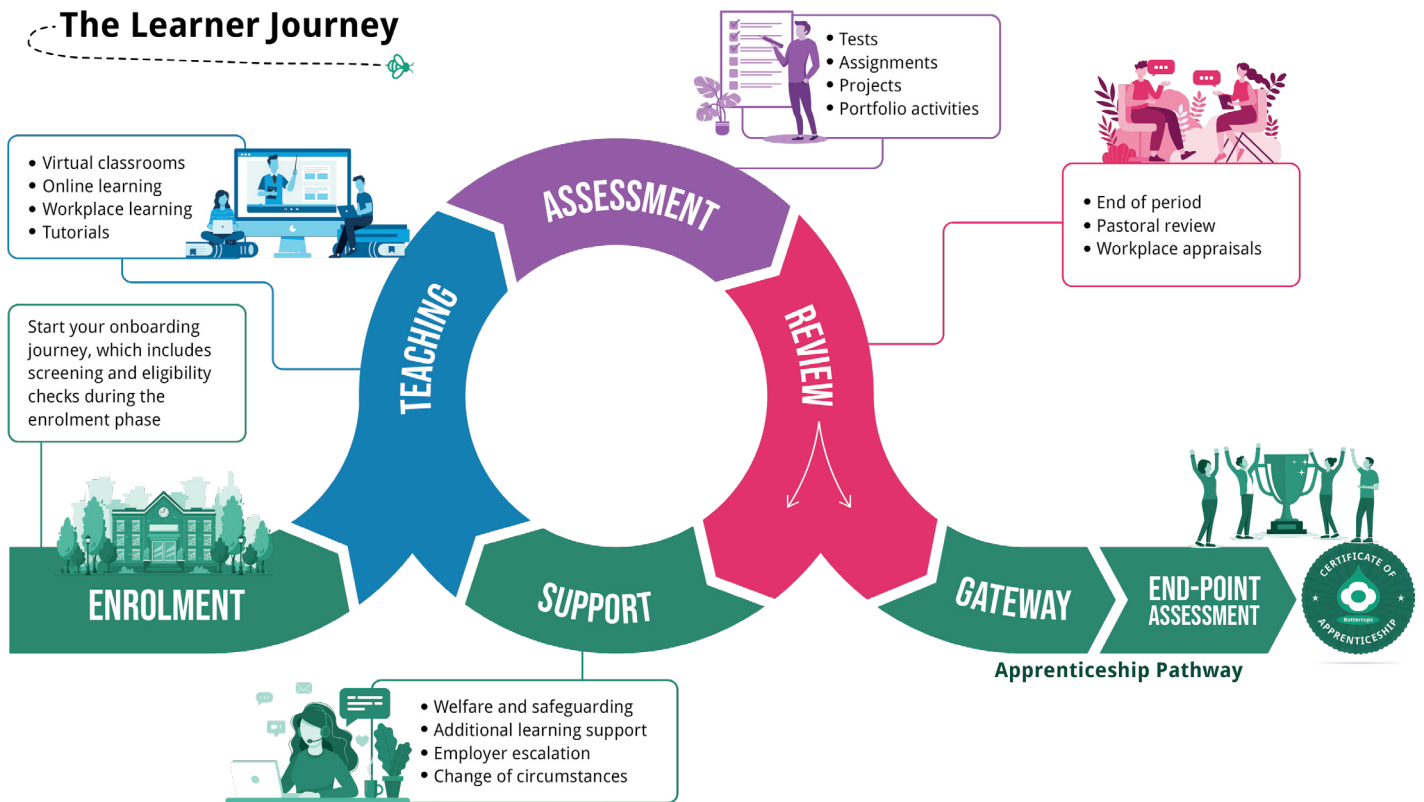 The Learner Journey
• Tests
• Assignments
• Projects
• Portfolio activities
• Virtual classrooms
• Online learning
• Workplace learning
• Tutorials
• End of period
• Pastoral review
• Workplace appraisals
Start your onboarding
journey, which includes
screening and eligibility
checks during the
enrolment phase
ENROLMENT
TEACHING
ASSESSMENT
REVIEW
SUPPORT
GATEWAY
END-POINT
ASSESSMENT
CERTIFICATE OF
Buttercups
APPRENTICESHIP
Apprenticeship Pathway
• Welfare and safeguarding
• Additional learning support
• Employer escalation
• Change of circumstances